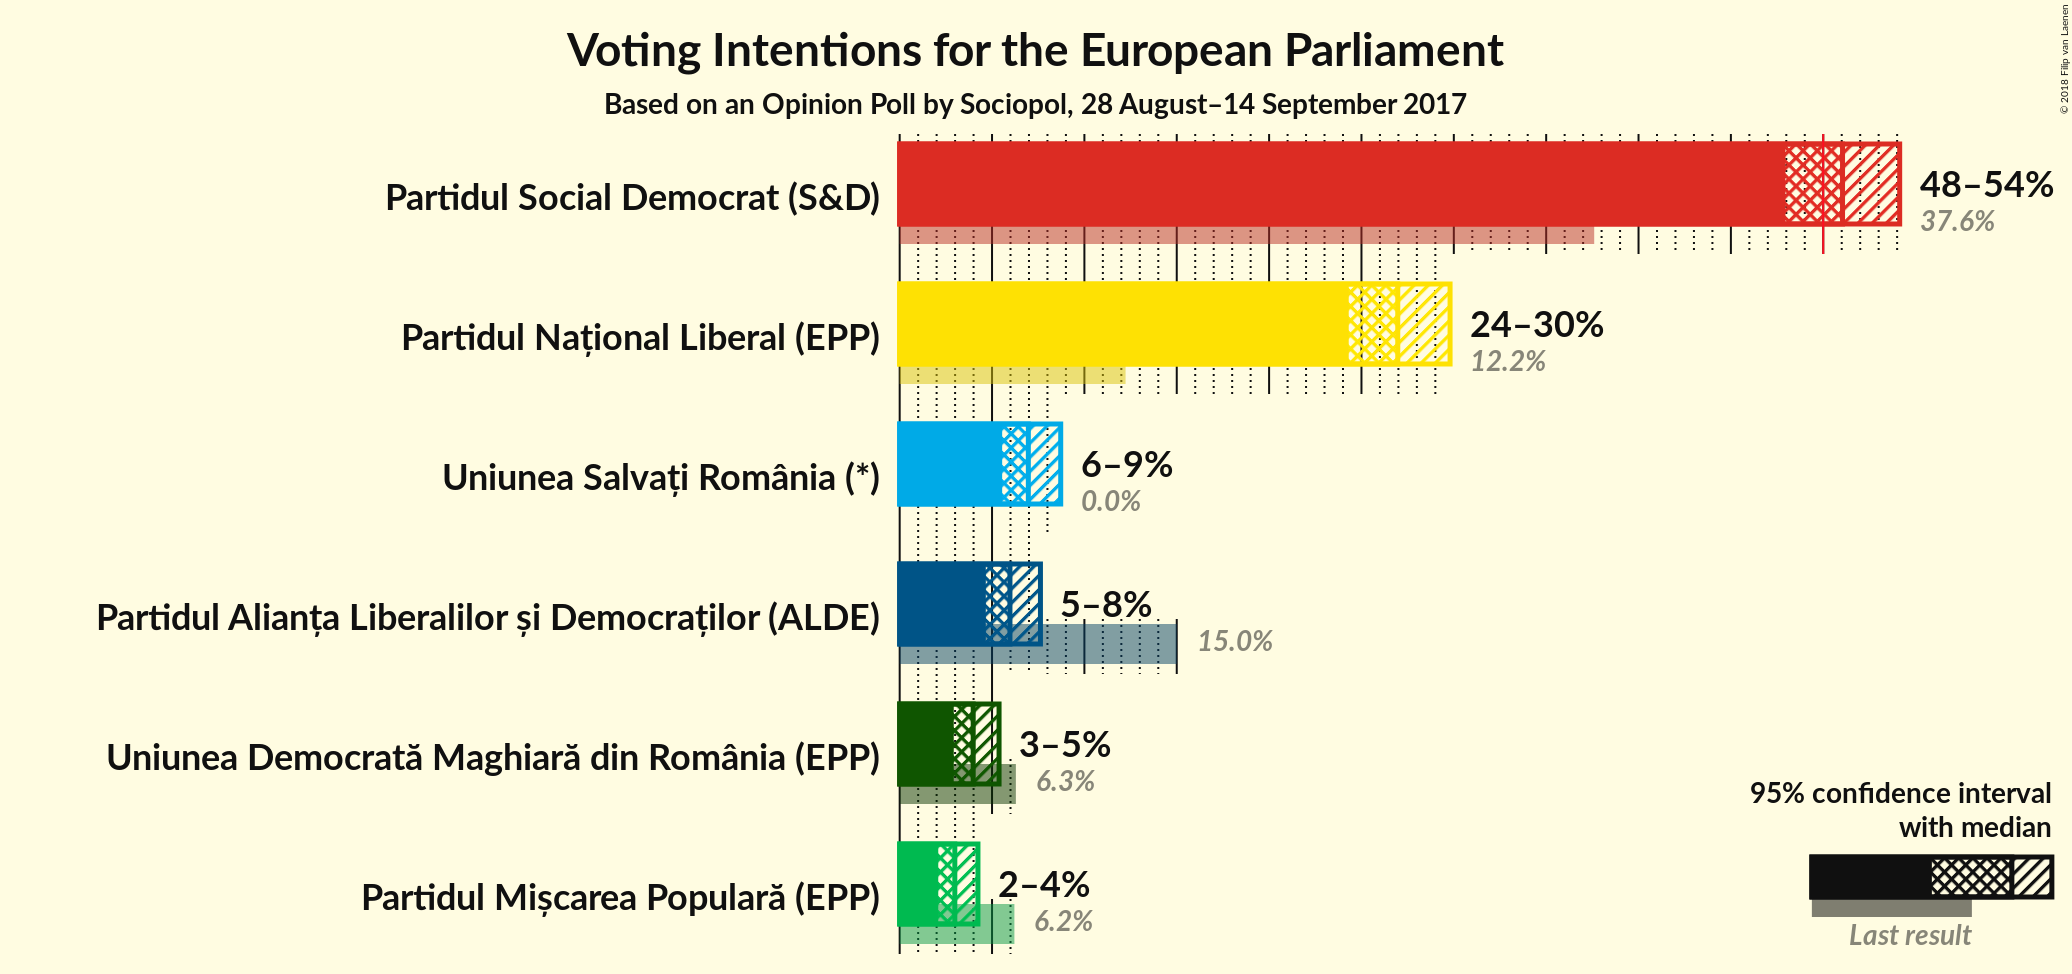 Voting Intentions for the European Parliament
Based on an Opinion Poll by Sociopol, 28 August–14 September 2017
© 2018 Filip van Laenen
Partidul Social Democrat (S&D)
48–54%
37.6%
Partidul Național Liberal (EPP)
24–30%
12.2%
Uniunea Salvați România (*)
6–9%
0.0%
Partidul Alianța Liberalilor și Democraților (ALDE)
5–8%
15.0%
Uniunea Democrată Maghiară din România (EPP)
3–5%
6.3%
Partidul Mișcarea Populară (EPP)
2–4%
6.2%
95% confidence interval
with median
Last result